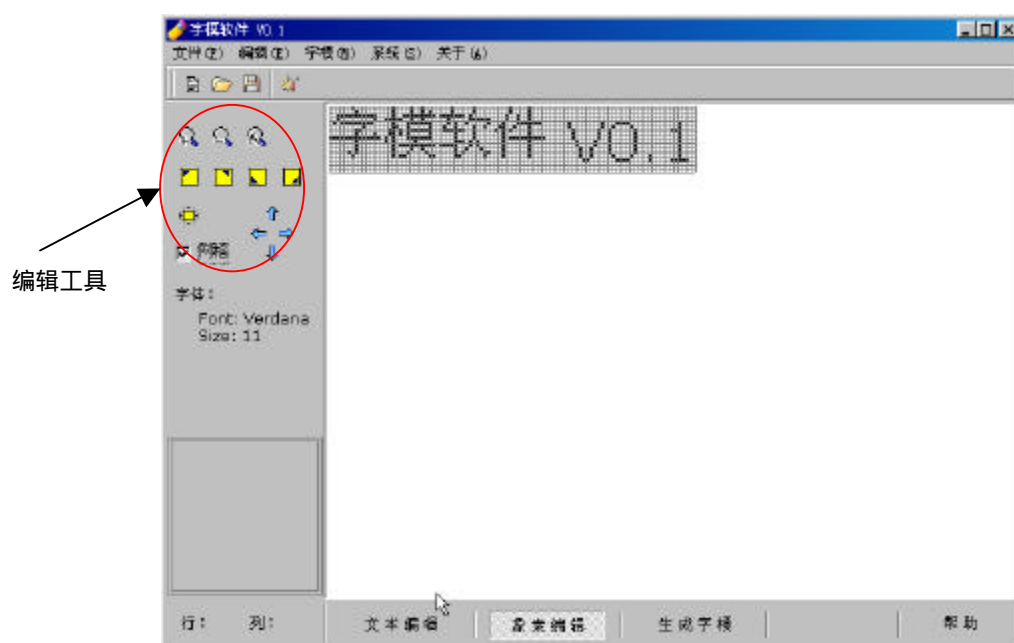 字模软件 V0.1
文件(F) 编辑(E) 字模(M) 系统(S) 关于(A)
字模软件 V0.1
编辑工具
字体:
Font: Verdana
Size: 11
行: 列: 文本编辑 象素编辑 生成字模 帮助